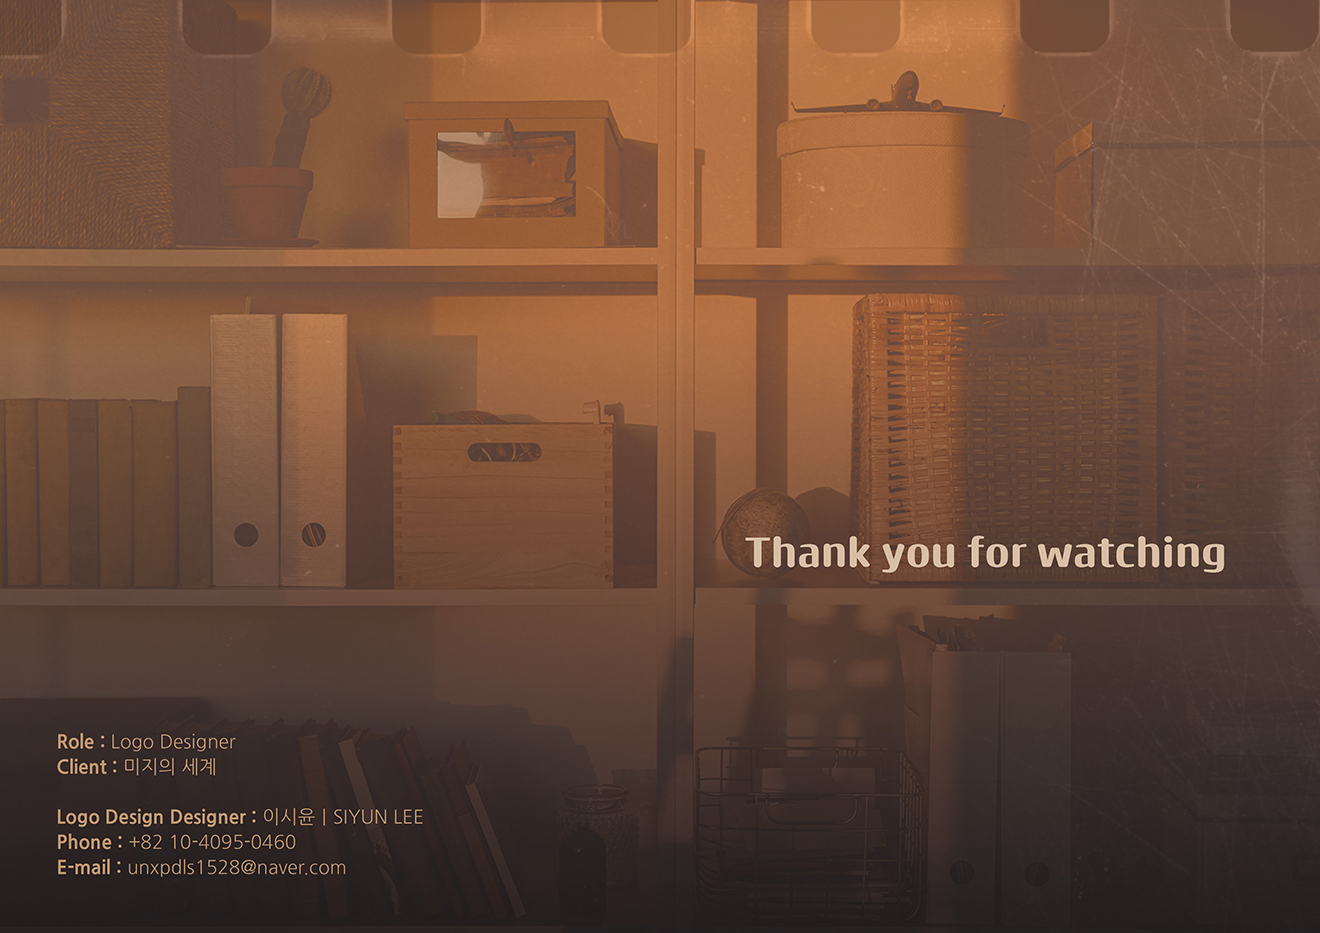 Thank you for watching
Role : Logo Designer
Client : 미지의 세계
Logo Design Designer : 이시윤 | SIYUN LEE
Phone : +82 10-4095-0460
E-mail : unxpdls1528@naver.com